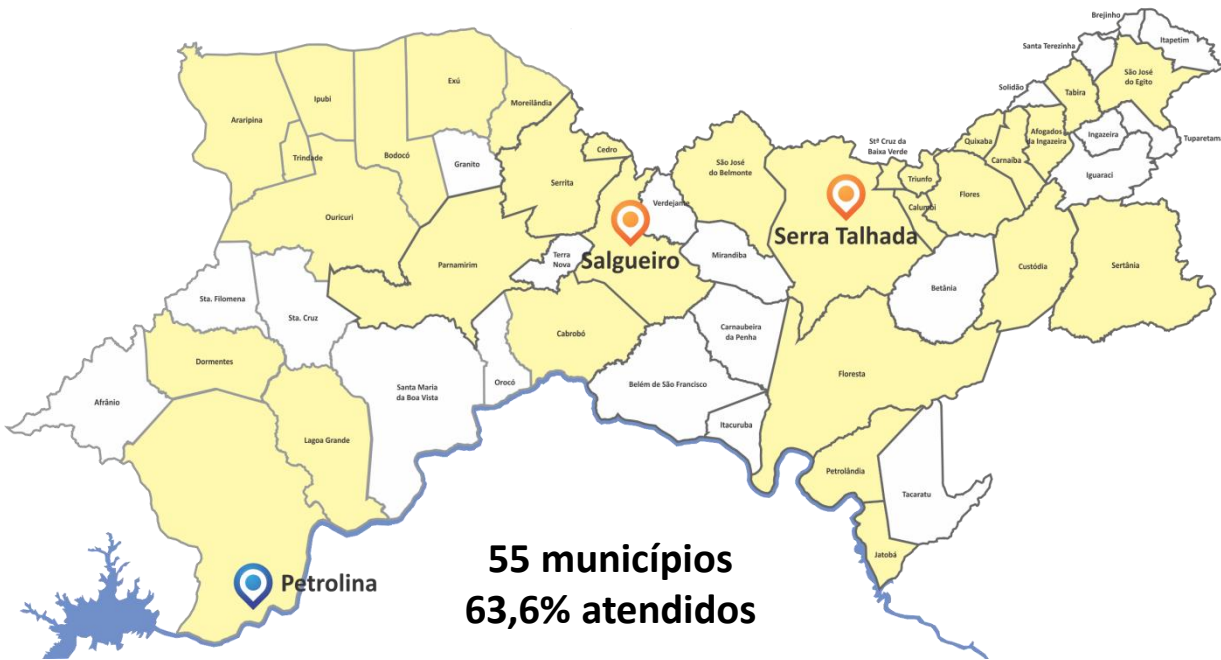 Brejinho
Itapetim
Santa Terezinha
São José
do Egito
Solidão
Tabira
Exú
Ipubi
Moreilândia
Araripina
Tuparetama
Stª Cruz da
Baixa Verde
Quixaba
Afogados
da Ingazeira
Ingazeira
Cedro
Carnaíba
Trindade
Bodocó
Granito
São José
do Belmonte
Iguaraci
Serrita
Triunfo
Flores
Verdejante
Calumbi
Ouricuri
Serra Talhada
Salgueiro
Terra
Nova
Mirandiba
Parnamirim
Custódia
Sertânia
Betânia
Sta. Filomena
Sta. Cruz
Cabrobó
Carnaubeira
da Penha
Dormentes
Floresta
Orocó
Santa Maria
da Boa Vista
Belém de São Francisco
Afrânio
Itacuruba
Lagoa Grande
Petrolândia
Tacaratu
Jatobá
55 municípios
63,6% atendidos
Petrolina